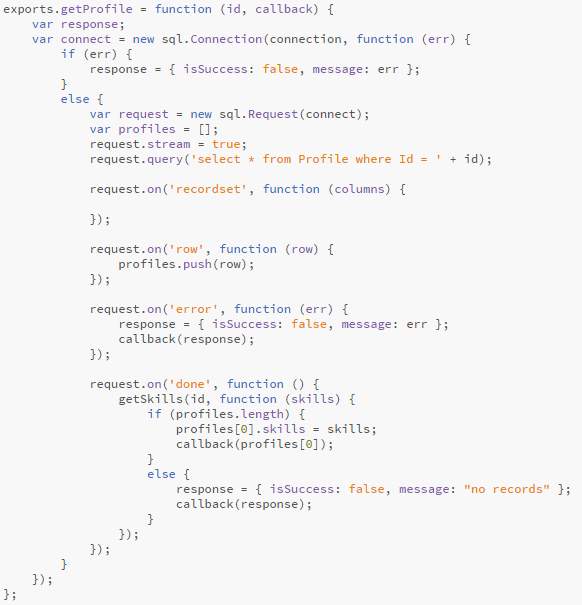 exports.getProfile = function (id, callback) {
    var response;
    var connect = new sql.Connection(connection, function (err) {
        if (err) {
            response = { isSuccess: false, message: err };
        }
        else {
            var request = new sql.Request(connect);
            var profiles = [];
            request.stream = true;
            request.query('select * from Profile where Id = ' + id);

            request.on('recordset', function (columns) {

            });

            request.on('row', function (row) {
                profiles.push(row);
            });

            request.on('error', function (err) {
                response = { isSuccess: false, message: err };
                callback(response);
            });

            request.on('done', function () {
                getSkills(id, function (skills) {
                    if (profiles.length) {
                        profiles[0].skills = skills;
                        callback(profiles[0]);
                    }
                    else {
                        response = { isSuccess: false, message: "no records" };
                        callback(response);
                    }
                });
            });
        }
    });
};